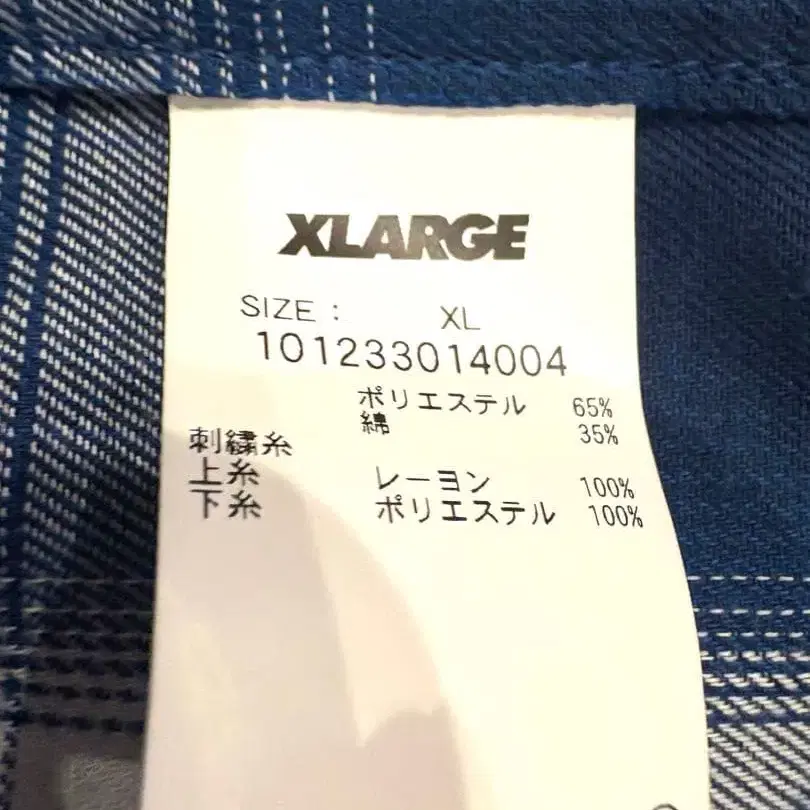 XLARGE
SIZE : XL
101233014004
ポリエステル 65%
綿 35%
刺繍糸
上糸 レーヨン 100%
下糸 ポリエステル 100%